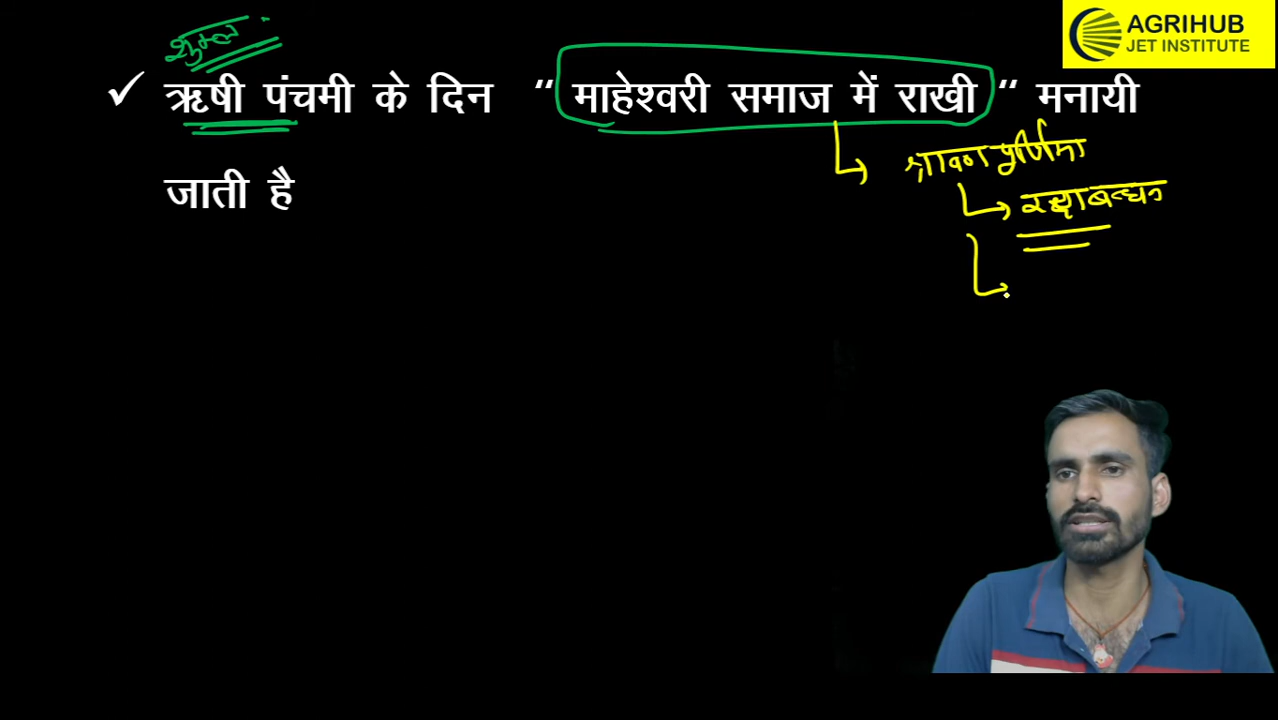 AGRIHUB
JET INSTITUTE
शुक्ल
✓ ऋषी पंचमी के दिन “ माहेश्वरी समाज में राखी “ मनायी
जाती है
श्रावण पूर्णिमा
रक्षाबन्धन